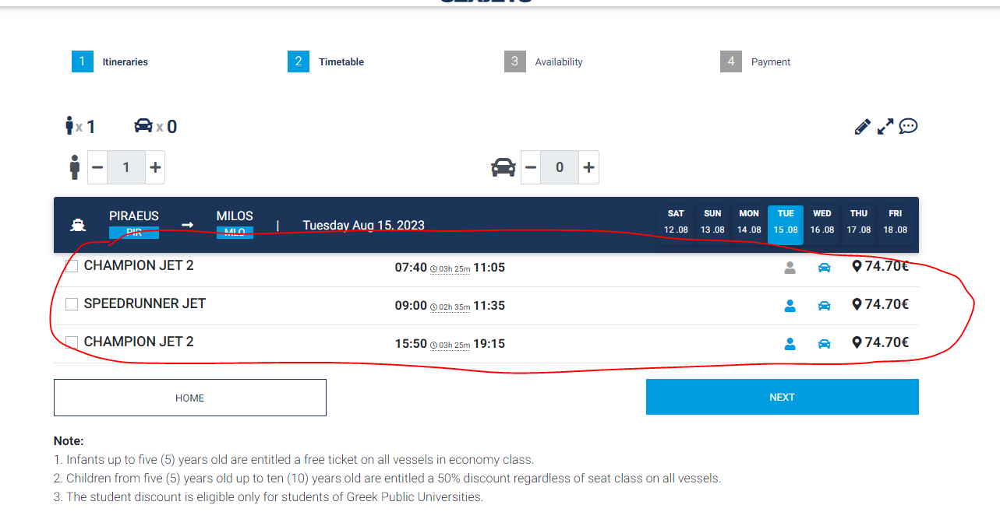 1 Itineraries 2 Timetable 3 Availability 4 Payment
x 1 x 0
− 1 + − 0 +
PIRAEUS MILOS | Tuesday Aug 15, 2023 SAT SUN MON TUE WED THU FRI
PIR MLO 12 .08 13 .08 14 .08 15 .08 16 .08 17 .08 18 .08
CHAMPION JET 2 07:40 03h 25m 11:05 74.70€
SPEEDRUNNER JET 09:00 02h 35m 11:35 74.70€
CHAMPION JET 2 15:50 03h 25m 19:15 74.70€
HOME NEXT
Note:
1. Infants up to five (5) years old are entitled a free ticket on all vessels in economy class.
2. Children from five (5) years old up to ten (10) years old are entitled a 50% discount regardless of seat class on all vessels.
3. The student discount is eligible only for students of Greek Public Universities.